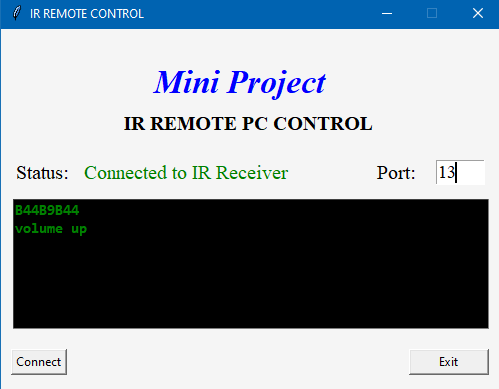 IR REMOTE CONTROL
Mini Project
IR REMOTE PC CONTROL
Status: Connected to IR Receiver Port: 13
B44B9B44
volume up
Connect Exit